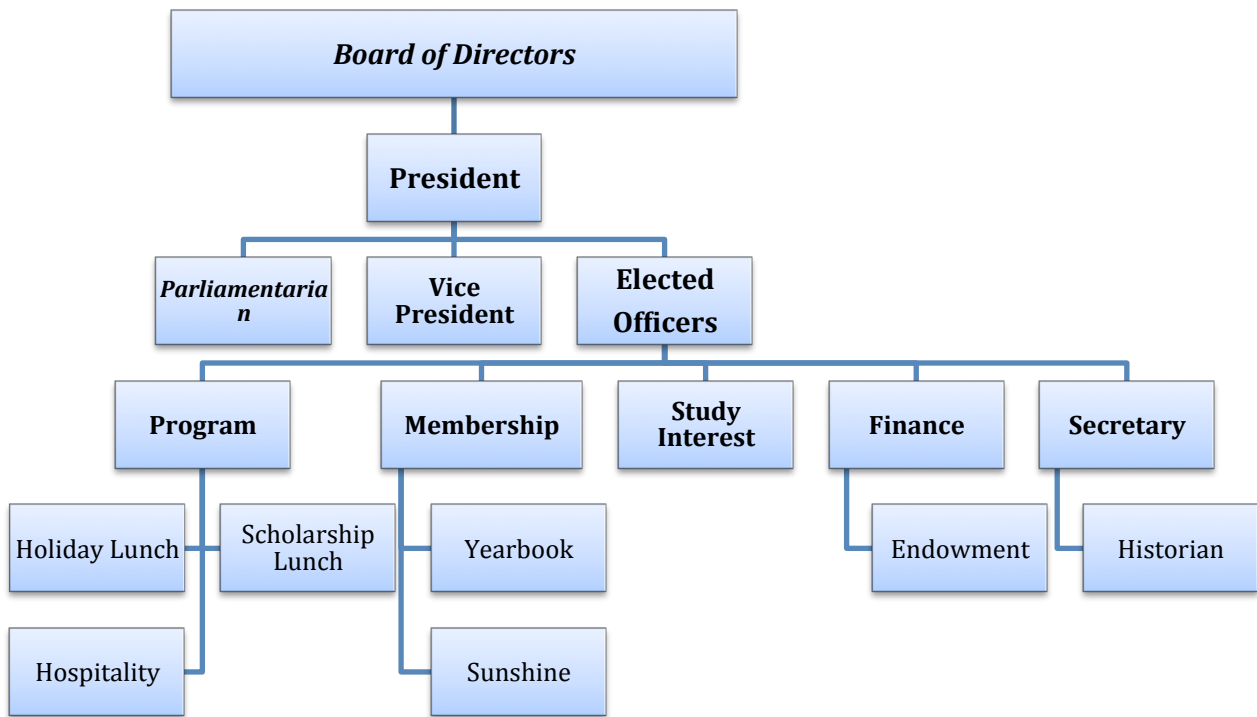 Board of Directors
President
Parliamentaria
n
Vice
President
Elected
Officers
Program
Membership
Study
Interest
Finance
Secretary
Holiday Lunch
Scholarship
Lunch
Yearbook
Endowment
Historian
Hospitality
Sunshine